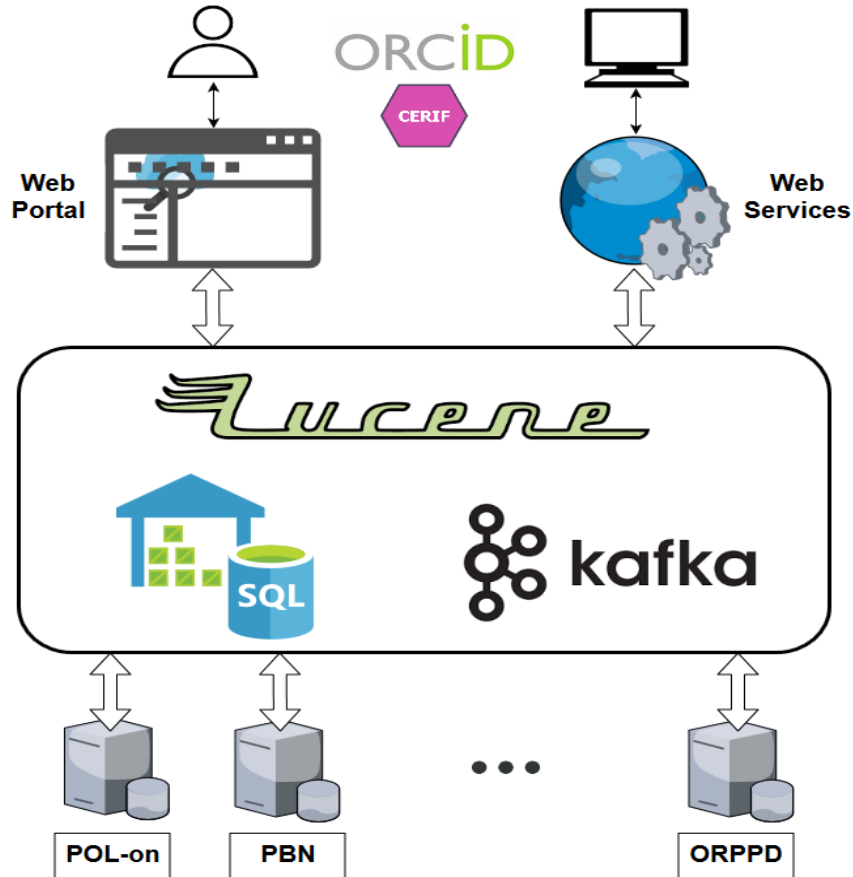 ORCiD
CERIF
Web
Portal
Web
Services
Lucene
SQL
kafka
POL-on
PBN
ORPPD